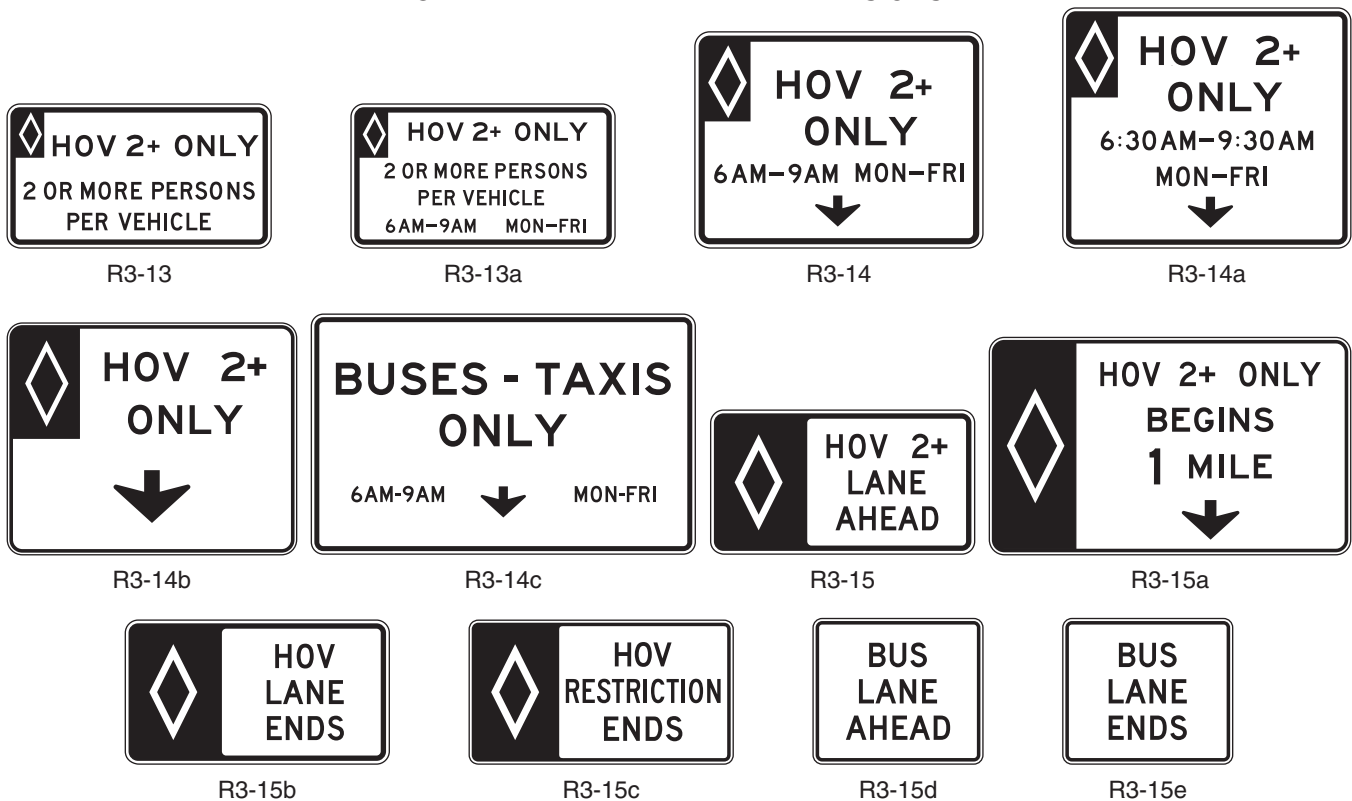 HOV 2+ ONLY
2 OR MORE PERSONS
PER VEHICLE
R3-13
HOV 2+ ONLY
2 OR MORE PERSONS
PER VEHICLE
6AM–9AM MON–FRI
R3-13a
HOV 2+
ONLY
6AM–9AM MON–FRI
R3-14
HOV 2+
ONLY
6:30AM–9:30AM
MON–FRI
R3-14a
HOV 2+
ONLY
R3-14b
BUSES - TAXIS
ONLY
6AM-9AM MON-FRI
R3-14c
HOV 2+
LANE
AHEAD
R3-15
HOV 2+ ONLY
BEGINS
1 MILE
R3-15a
HOV
LANE
ENDS
R3-15b
HOV
RESTRICTION
ENDS
R3-15c
BUS
LANE
AHEAD
R3-15d
BUS
LANE
ENDS
R3-15e